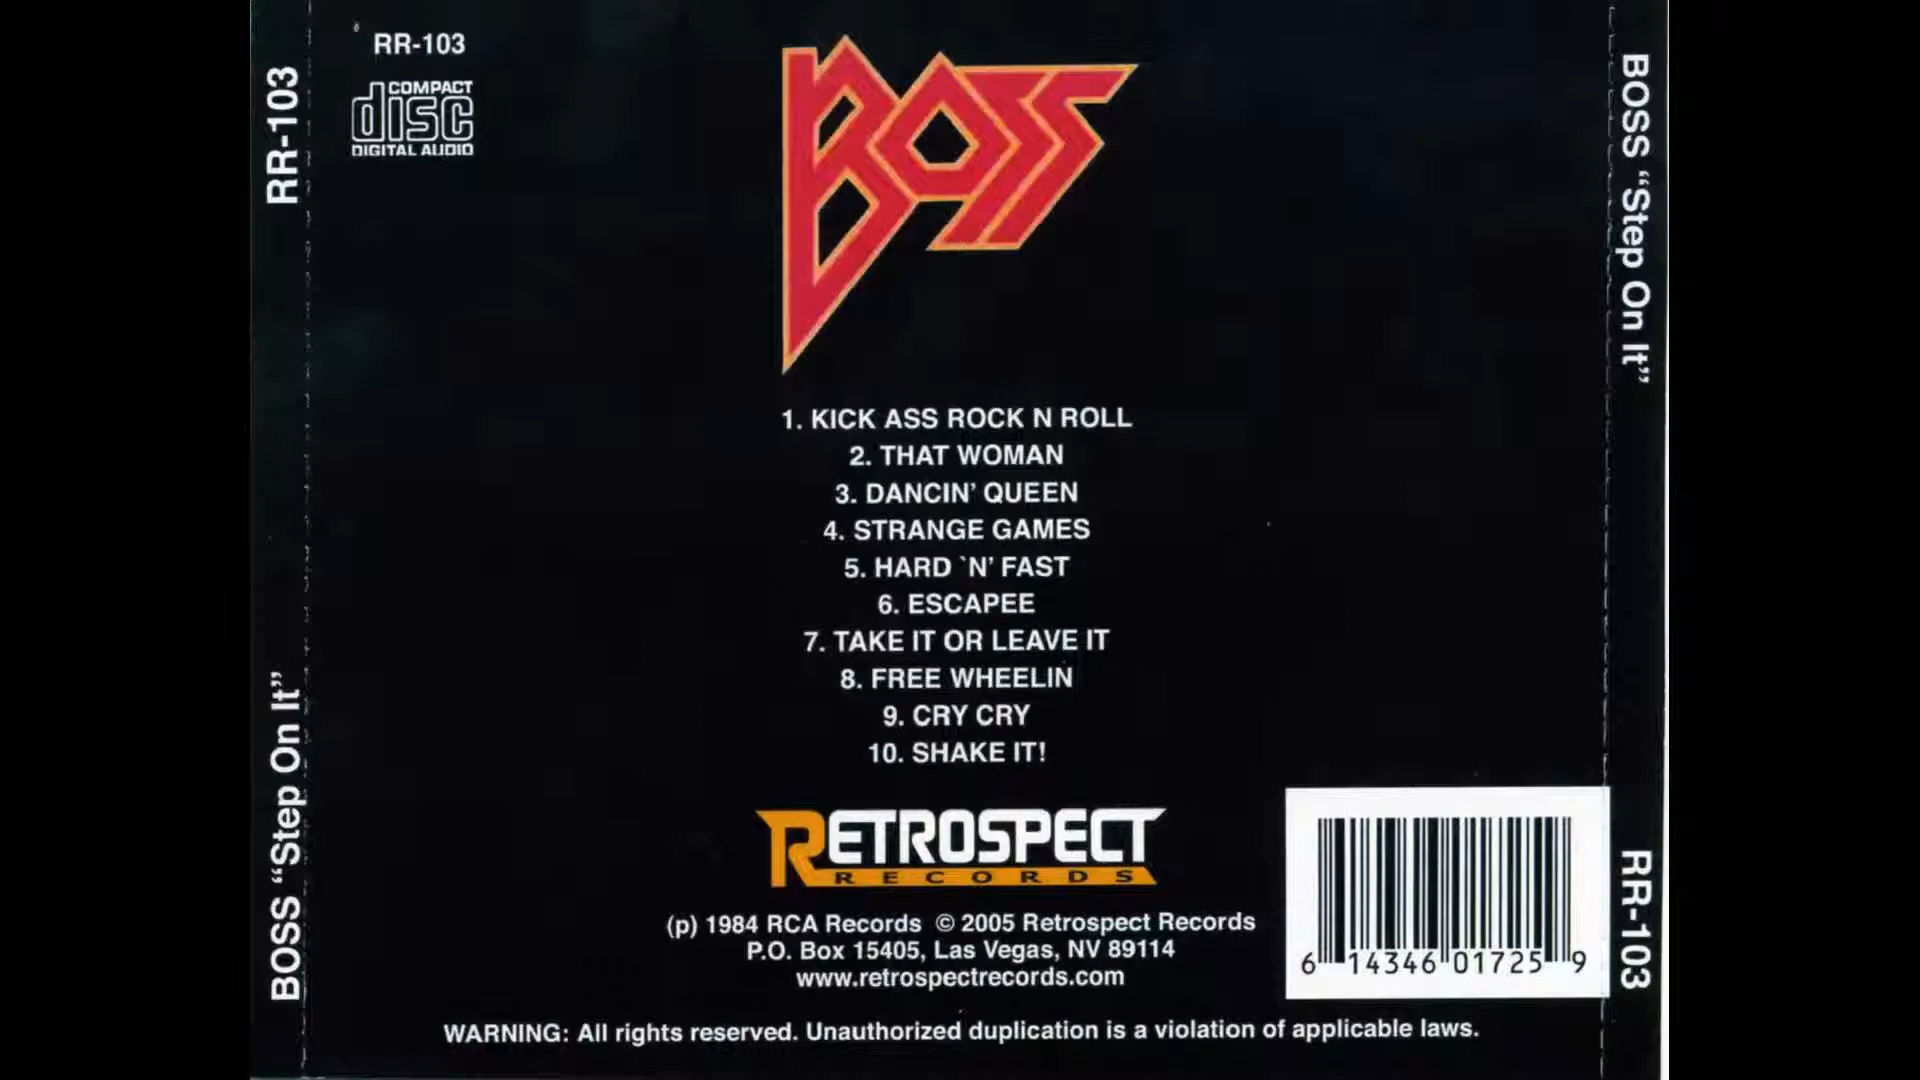 RR-103
COMPACT
disc
DIGITAL AUDIO
RR-103
BOSS “Step On It”
BOSS
1. KICK ASS ROCK N ROLL
2. THAT WOMAN
3. DANCIN’ QUEEN
4. STRANGE GAMES
5. HARD `N’ FAST
6. ESCAPEE
7. TAKE IT OR LEAVE IT
8. FREE WHEELIN
9. CRY CRY
10. SHAKE IT!
RETROSPECT
RECORDS
(p) 1984 RCA Records © 2005 Retrospect Records
P.O. Box 15405, Las Vegas, NV 89114
www.retrospectrecords.com
WARNING: All rights reserved. Unauthorized duplication is a violation of applicable laws.
6 14346 01725 9
BOSS “Step On It”
RR-103